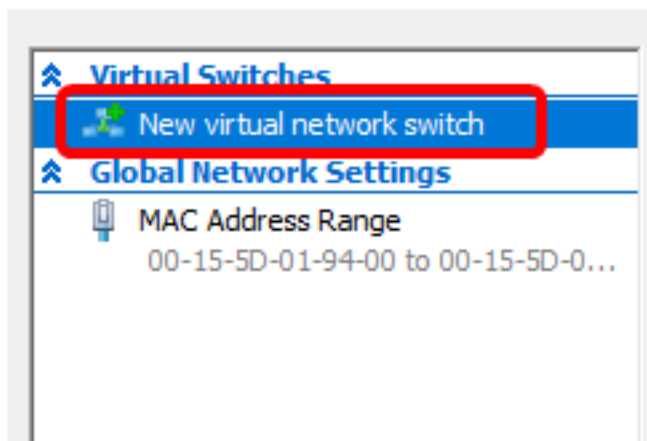 Virtual Switches
New virtual network switch
Global Network Settings
MAC Address Range
00-15-5D-01-94-00 to 00-15-5D-0...